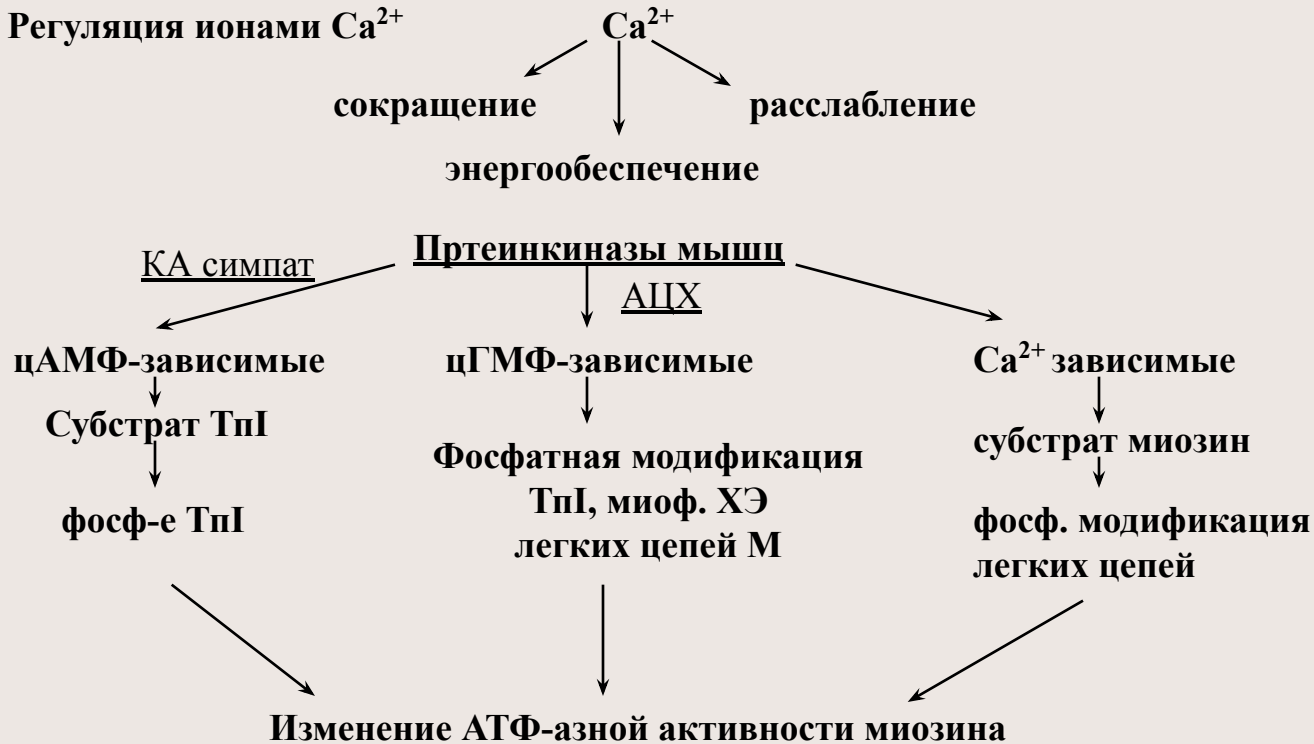 Регуляция ионами Ca²⁺
Ca²⁺
сокращение
расслабление
энергообеспечение
Пртеинкиназы мышц
КА симпат
АЦХ
цАМФ-зависимые
цГМФ-зависимые
Ca²⁺ зависимые
Субстрат ТпI
субстрат миозин
Фосфатная модификация
ТпI, миоф. ХЭ
легких цепей М
фосф-е ТпI
фосф. модификация
легких цепей
Изменение АТФ-азной активности миозина